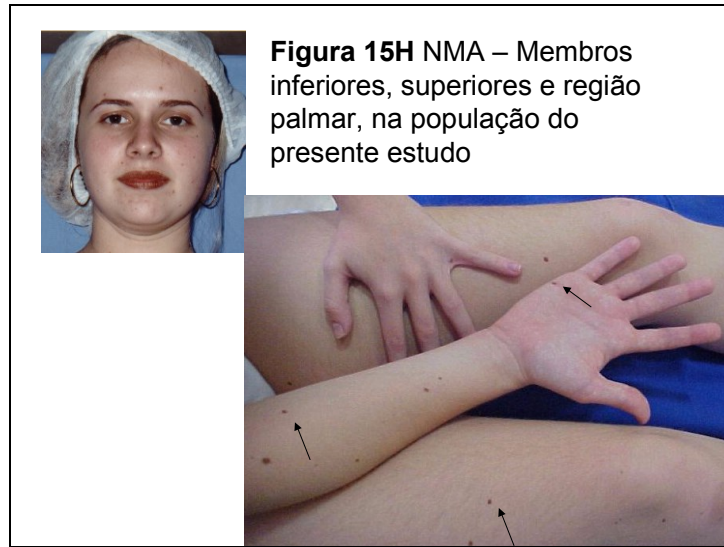 Figura 15H NMA – Membros
inferiores, superiores e região
palmar, na população do
presente estudo